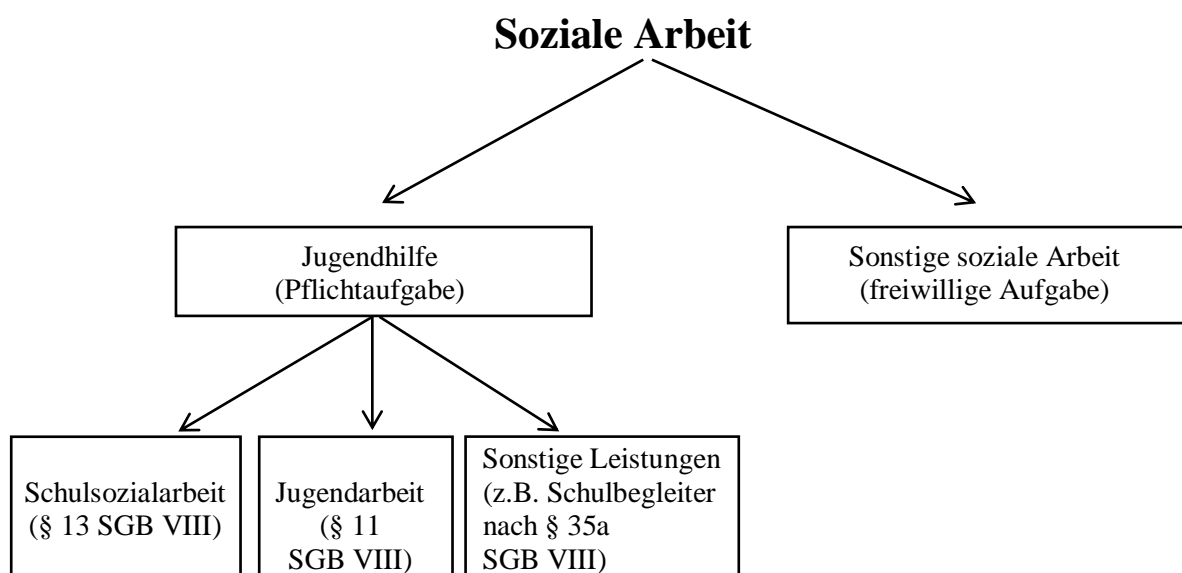 Soziale Arbeit
Jugendhilfe
(Pflichtaufgabe)
Sonstige soziale Arbeit
(freiwillige Aufgabe)
Schulsozialarbeit
(§ 13 SGB VIII)
Jugendarbeit
(§ 11
SGB VIII)
Sonstige Leistungen
(z.B. Schulbegleiter
nach § 35a
SGB VIII)